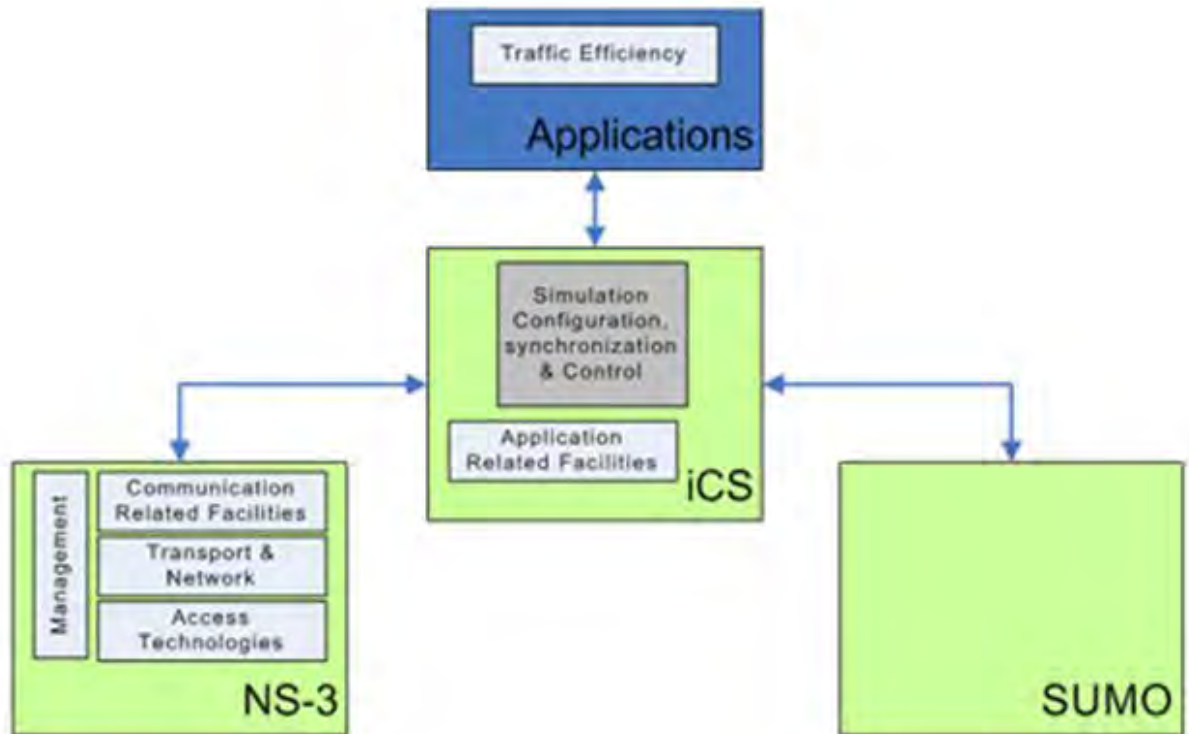 Traffic Efficiency
Applications
Simulation
Configuration,
synchronization
& Control
Application
Related Facilities
iCS
Management
Communication
Related Facilities
Transport &
Network
Access
Technologies
NS-3
SUMO